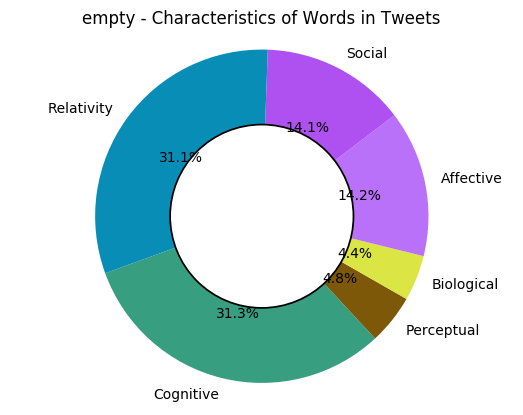 empty - Characteristics of Words in Tweets
Social
14.1%
Relativity
31.1%
Affective
14.2%
4.4%
Biological
4.8%
Perceptual
31.3%
Cognitive